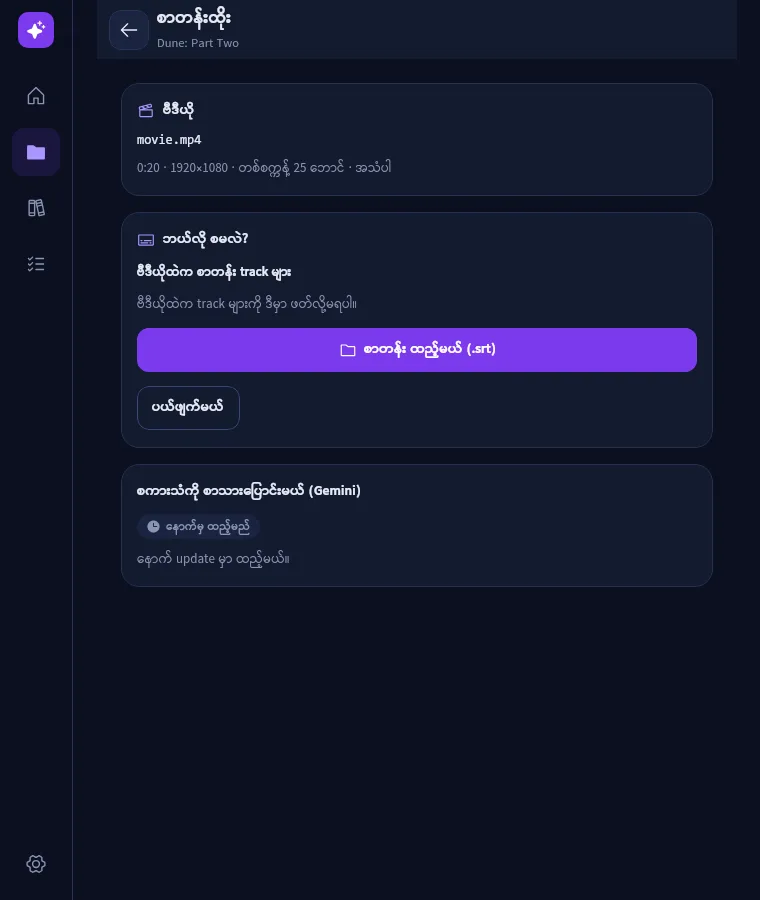 စာတန်းထိုး
Dune: Part Two
ဗီဒီယို
movie.mp4
0:20 · 1920×1080 · တစ်စက္ကန့် 25 ဘောင် · အသံပါ
ဘယ်လို စမလဲ?
ဗီဒီယိုထဲက စာတန်း track များ
ဗီဒီယိုထဲက track များကို ဒီမှာ ဖတ်လို့မရပါ။
စာတန်း ထည့်မယ် (.srt)
ပယ်ဖျက်မယ်
စကားသံကို စာသားပြောင်းမယ် (Gemini)
နောက်မှ ထည့်မည်
နောက် update မှာ ထည့်မယ်။